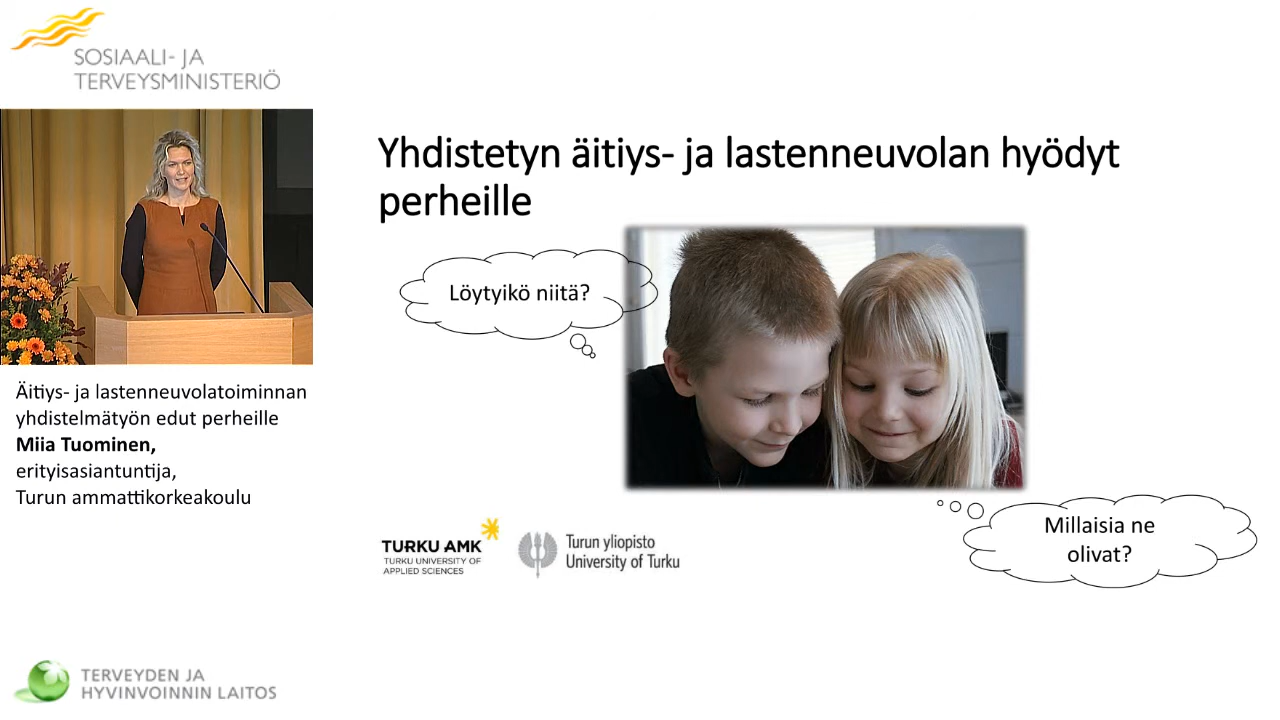 SOSIAALI- JA
TERVEYSMINISTERIÖ
Yhdistetyn äitiys- ja lastenneuvolan hyödyt
perheille
Löytyikö niitä?
Äitiys- ja lastenneuvolatoiminnan
yhdistelmätyön edut perheille
Miia Tuominen,
erityisasiantuntija,
Turun ammattikorkeakoulu
Millaisia ne
olivat?
TURKU AMK
TURKU UNIVERSITY OF
APPLIED SCIENCES
Turun yliopisto
University of Turku
TERVEYDEN JA
HYVINVOINNIN LAITOS